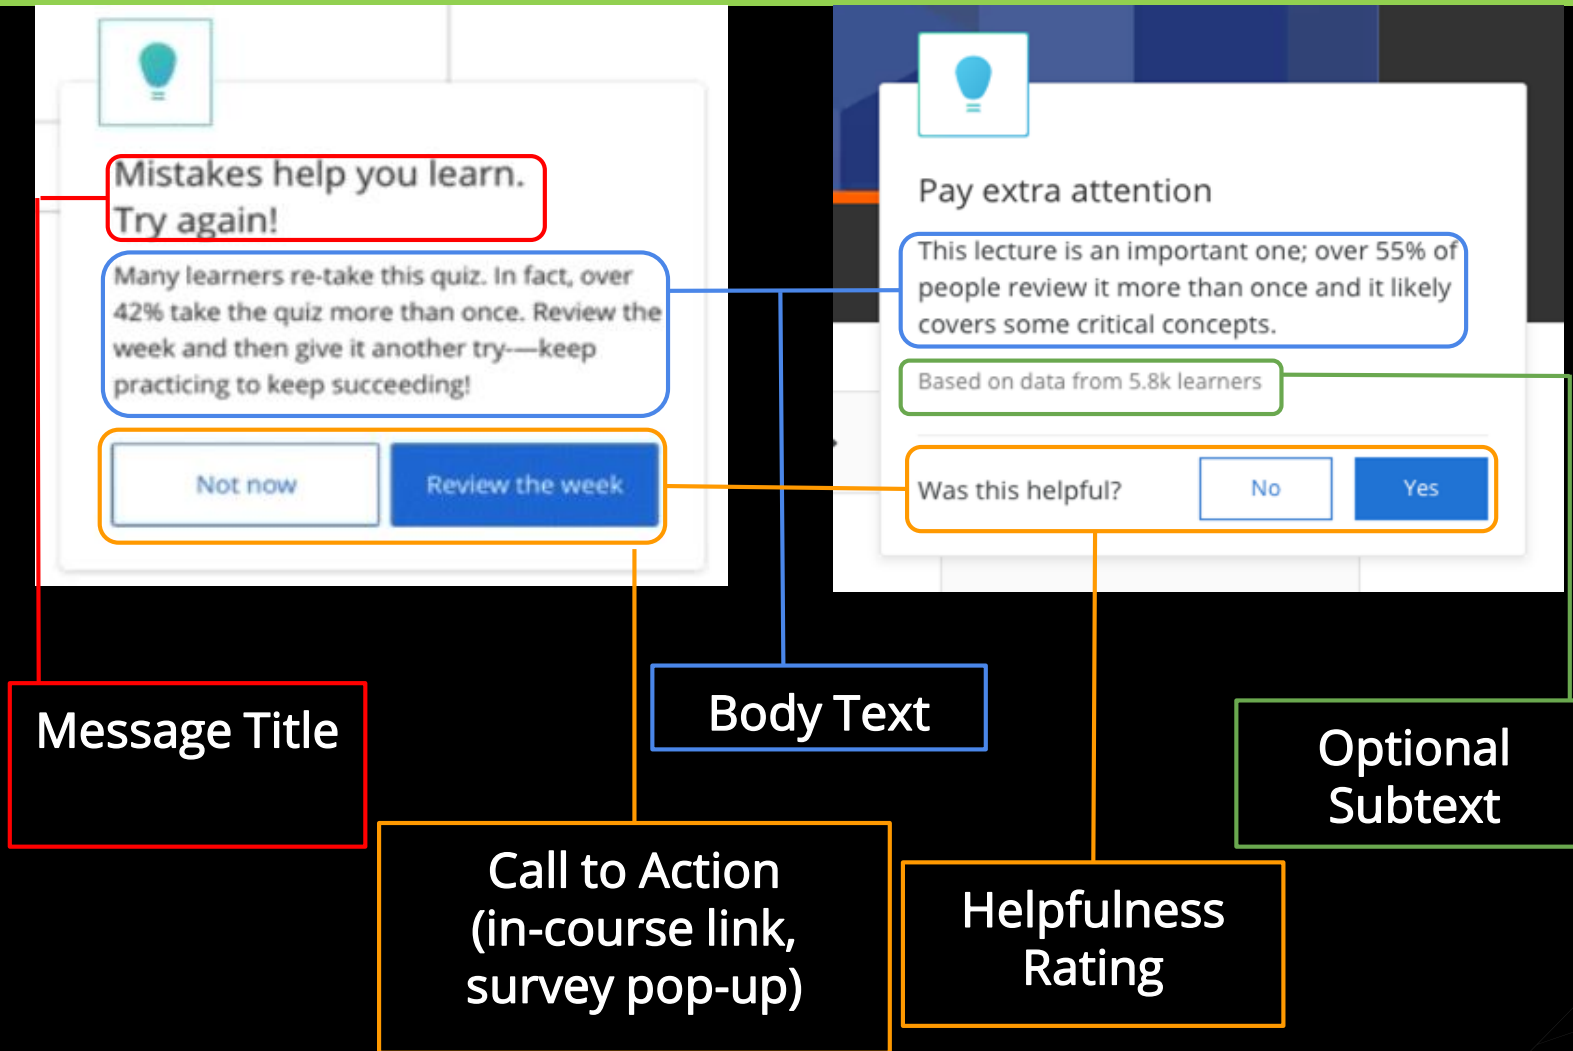 Mistakes help you learn.
Try again!
Many learners re-take this quiz. In fact, over
42% take the quiz more than once. Review the
week and then give it another try-—keep
practicing to keep succeeding!
Not now
Review the week
Pay extra attention
This lecture is an important one; over 55% of
people review it more than once and it likely
covers some critical concepts.
Based on data from 5.8k learners
Was this helpful?
No
Yes
Message Title
Body Text
Optional
Subtext
Call to Action
(in-course link,
survey pop-up)
Helpfulness
Rating